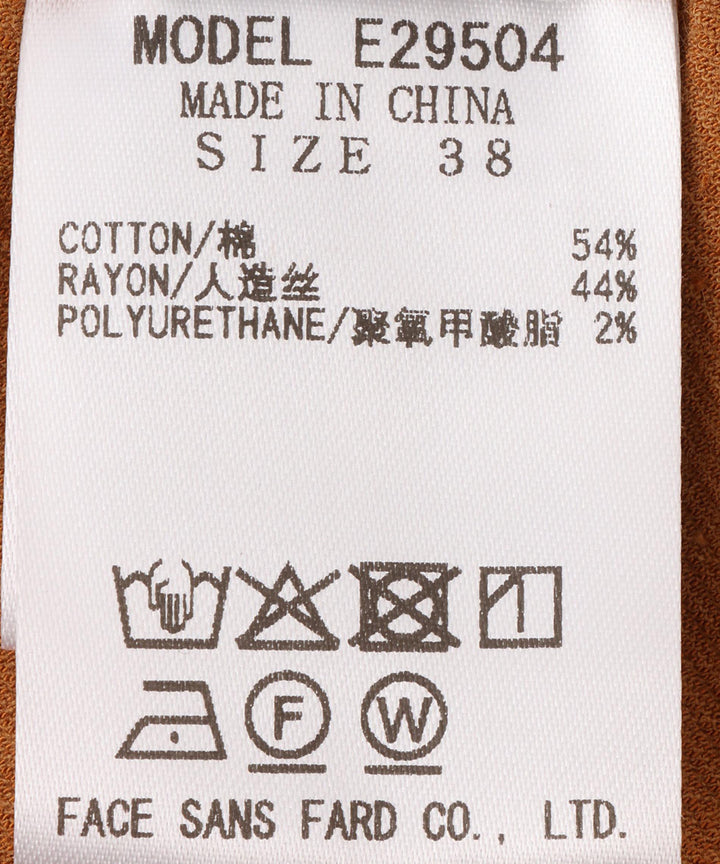 MODEL E29504
MADE IN CHINA
SIZE 38
COTTON/棉 54%
RAYON/人造丝 44%
POLYURETHANE/聚氧甲酸脂 2%
F W
FACE SANS FARD CO., LTD.